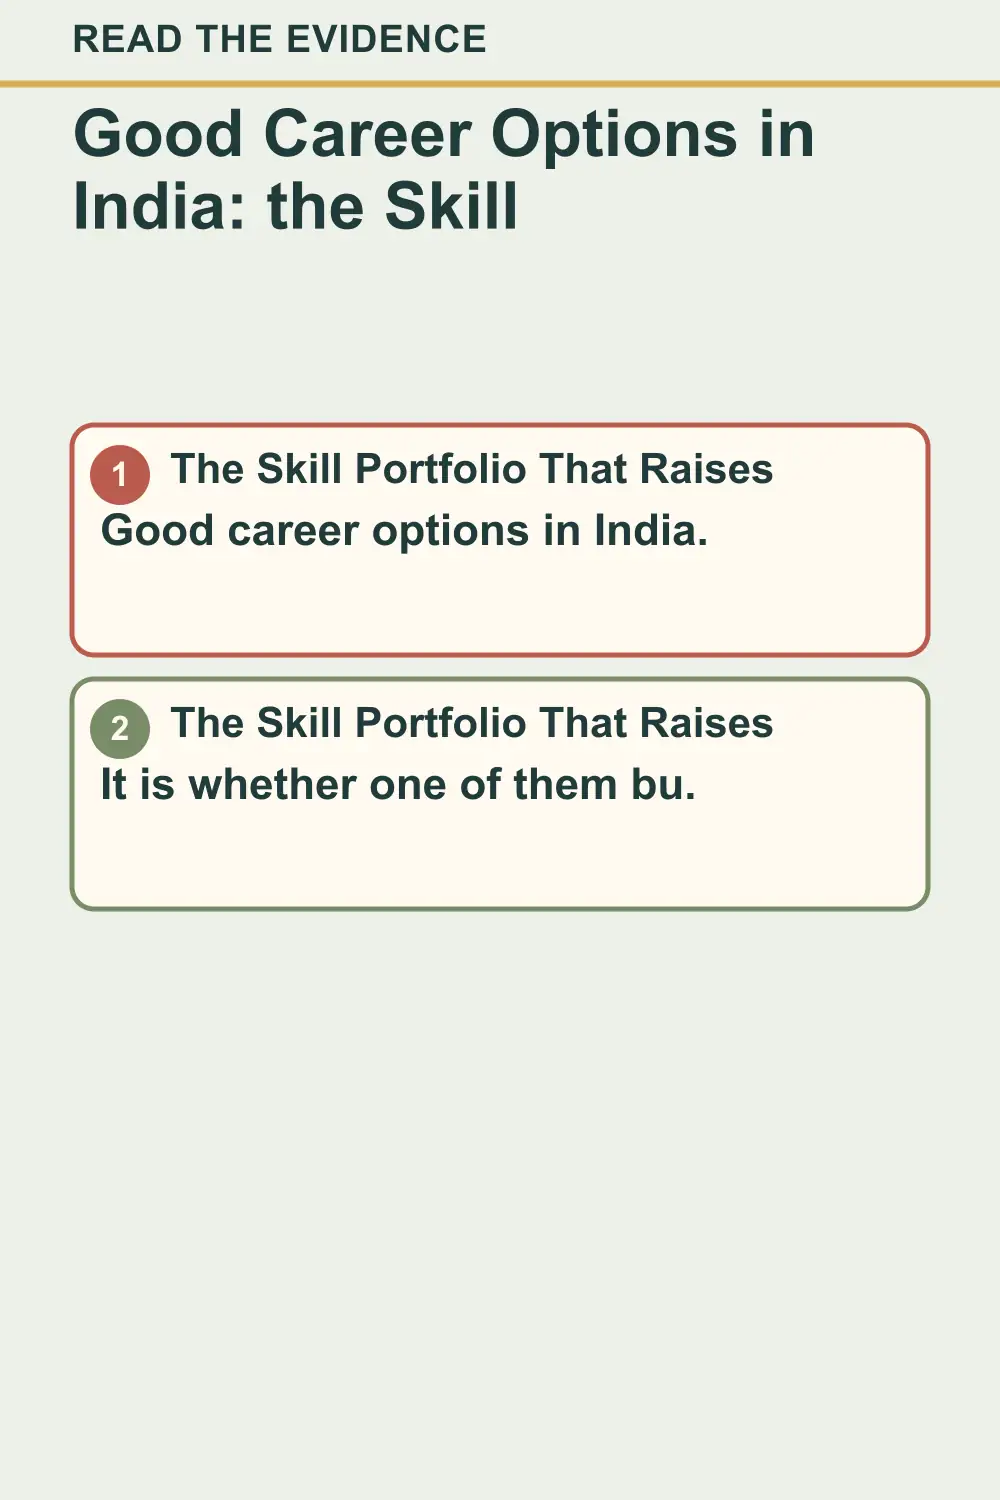 READ THE EVIDENCE
Good Career Options in
India: the Skill
1 The Skill Portfolio That Raises
Good career options in India.
2 The Skill Portfolio That Raises
It is whether one of them bu.